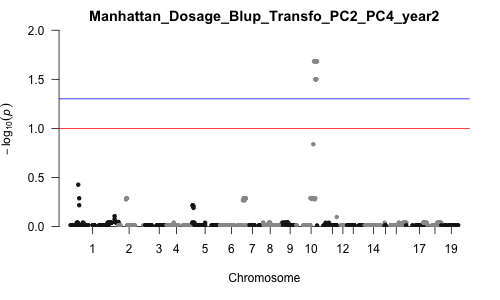 Manhattan_Dosage_Blup_Transfo_PC2_PC4_year2
2.0
1.5
1.0
0.5
0.0
− log10(p)
1 2 3 4 5 6 7 8 9 10 12 14 17 19
Chromosome